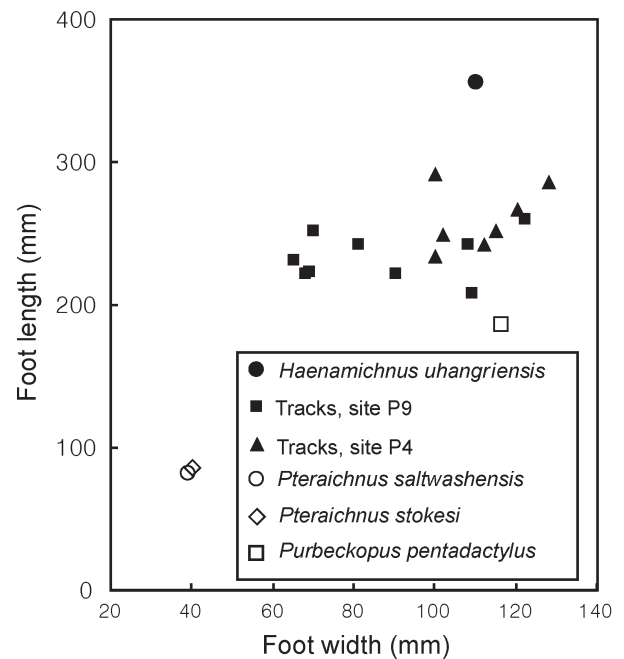 400
300
200
100
0
Foot length (mm)
Haenamichnus uhangriensis
Tracks, site P9
Tracks, site P4
Pteraichnus saltwashensis
Pteraichnus stokesi
Purbeckopus pentadactylus
20 40 60 80 100 120 140
Foot width (mm)